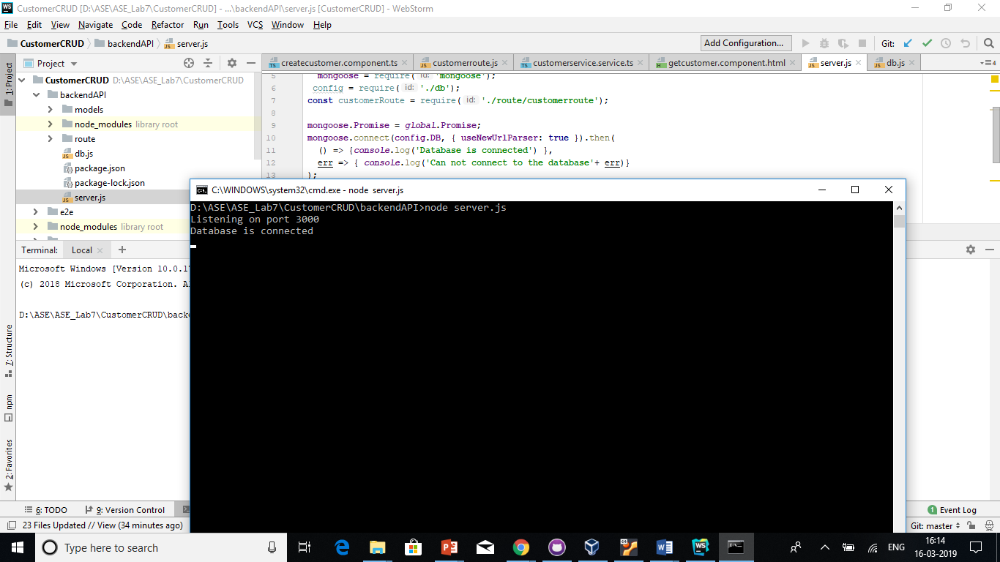 CustomerCRUD [D:\ASE\ASE_Lab7\CustomerCRUD] - ...\backendAPI\server.js [CustomerCRUD] - WebStorm
File Edit View Navigate Code Refactor Run Tools VCS Window Help
CustomerCRUD backendAPI server.js Add Configuration... Git:
1: Project
Project
createcustomer.component.ts customerroute.js customerservice.service.ts getcustomer.component.html server.js db.js 4
CustomerCRUD D:\ASE\ASE_Lab7\CustomerCRUD
backendAPI
models
node_modules library root
route
db.js
package.json
package-lock.json
server.js
e2e
node_modules library root
5 mongoose = require( id: 'mongoose');
6 config = require( id: './db');
7 const customerRoute = require( id: './route/customerroute');
8
9 mongoose.Promise = global.Promise;
10 mongoose.connect(config.DB, { useNewUrlParser: true }).then(
11 () => {console.log('Database is connected') },
12 err => { console.log('Can not connect to the database'+ err)}
13 );
C:\WINDOWS\system32\cmd.exe - node server.js
D:\ASE\ASE_Lab7\CustomerCRUD\backendAPI>node server.js
Listening on port 3000
Database is connected
Terminal: Local
Microsoft Windows [Version 10.0.17
(c) 2018 Microsoft Corporation. A
D:\ASE\ASE_Lab7\CustomerCRUD\backe
7: Structure
npm
2: Favorites
6: TODO 9: Version Control 1 Event Log
23 Files Updated // View (34 minutes ago) Git: master
Type here to search
ENG
16:14
16-03-2019